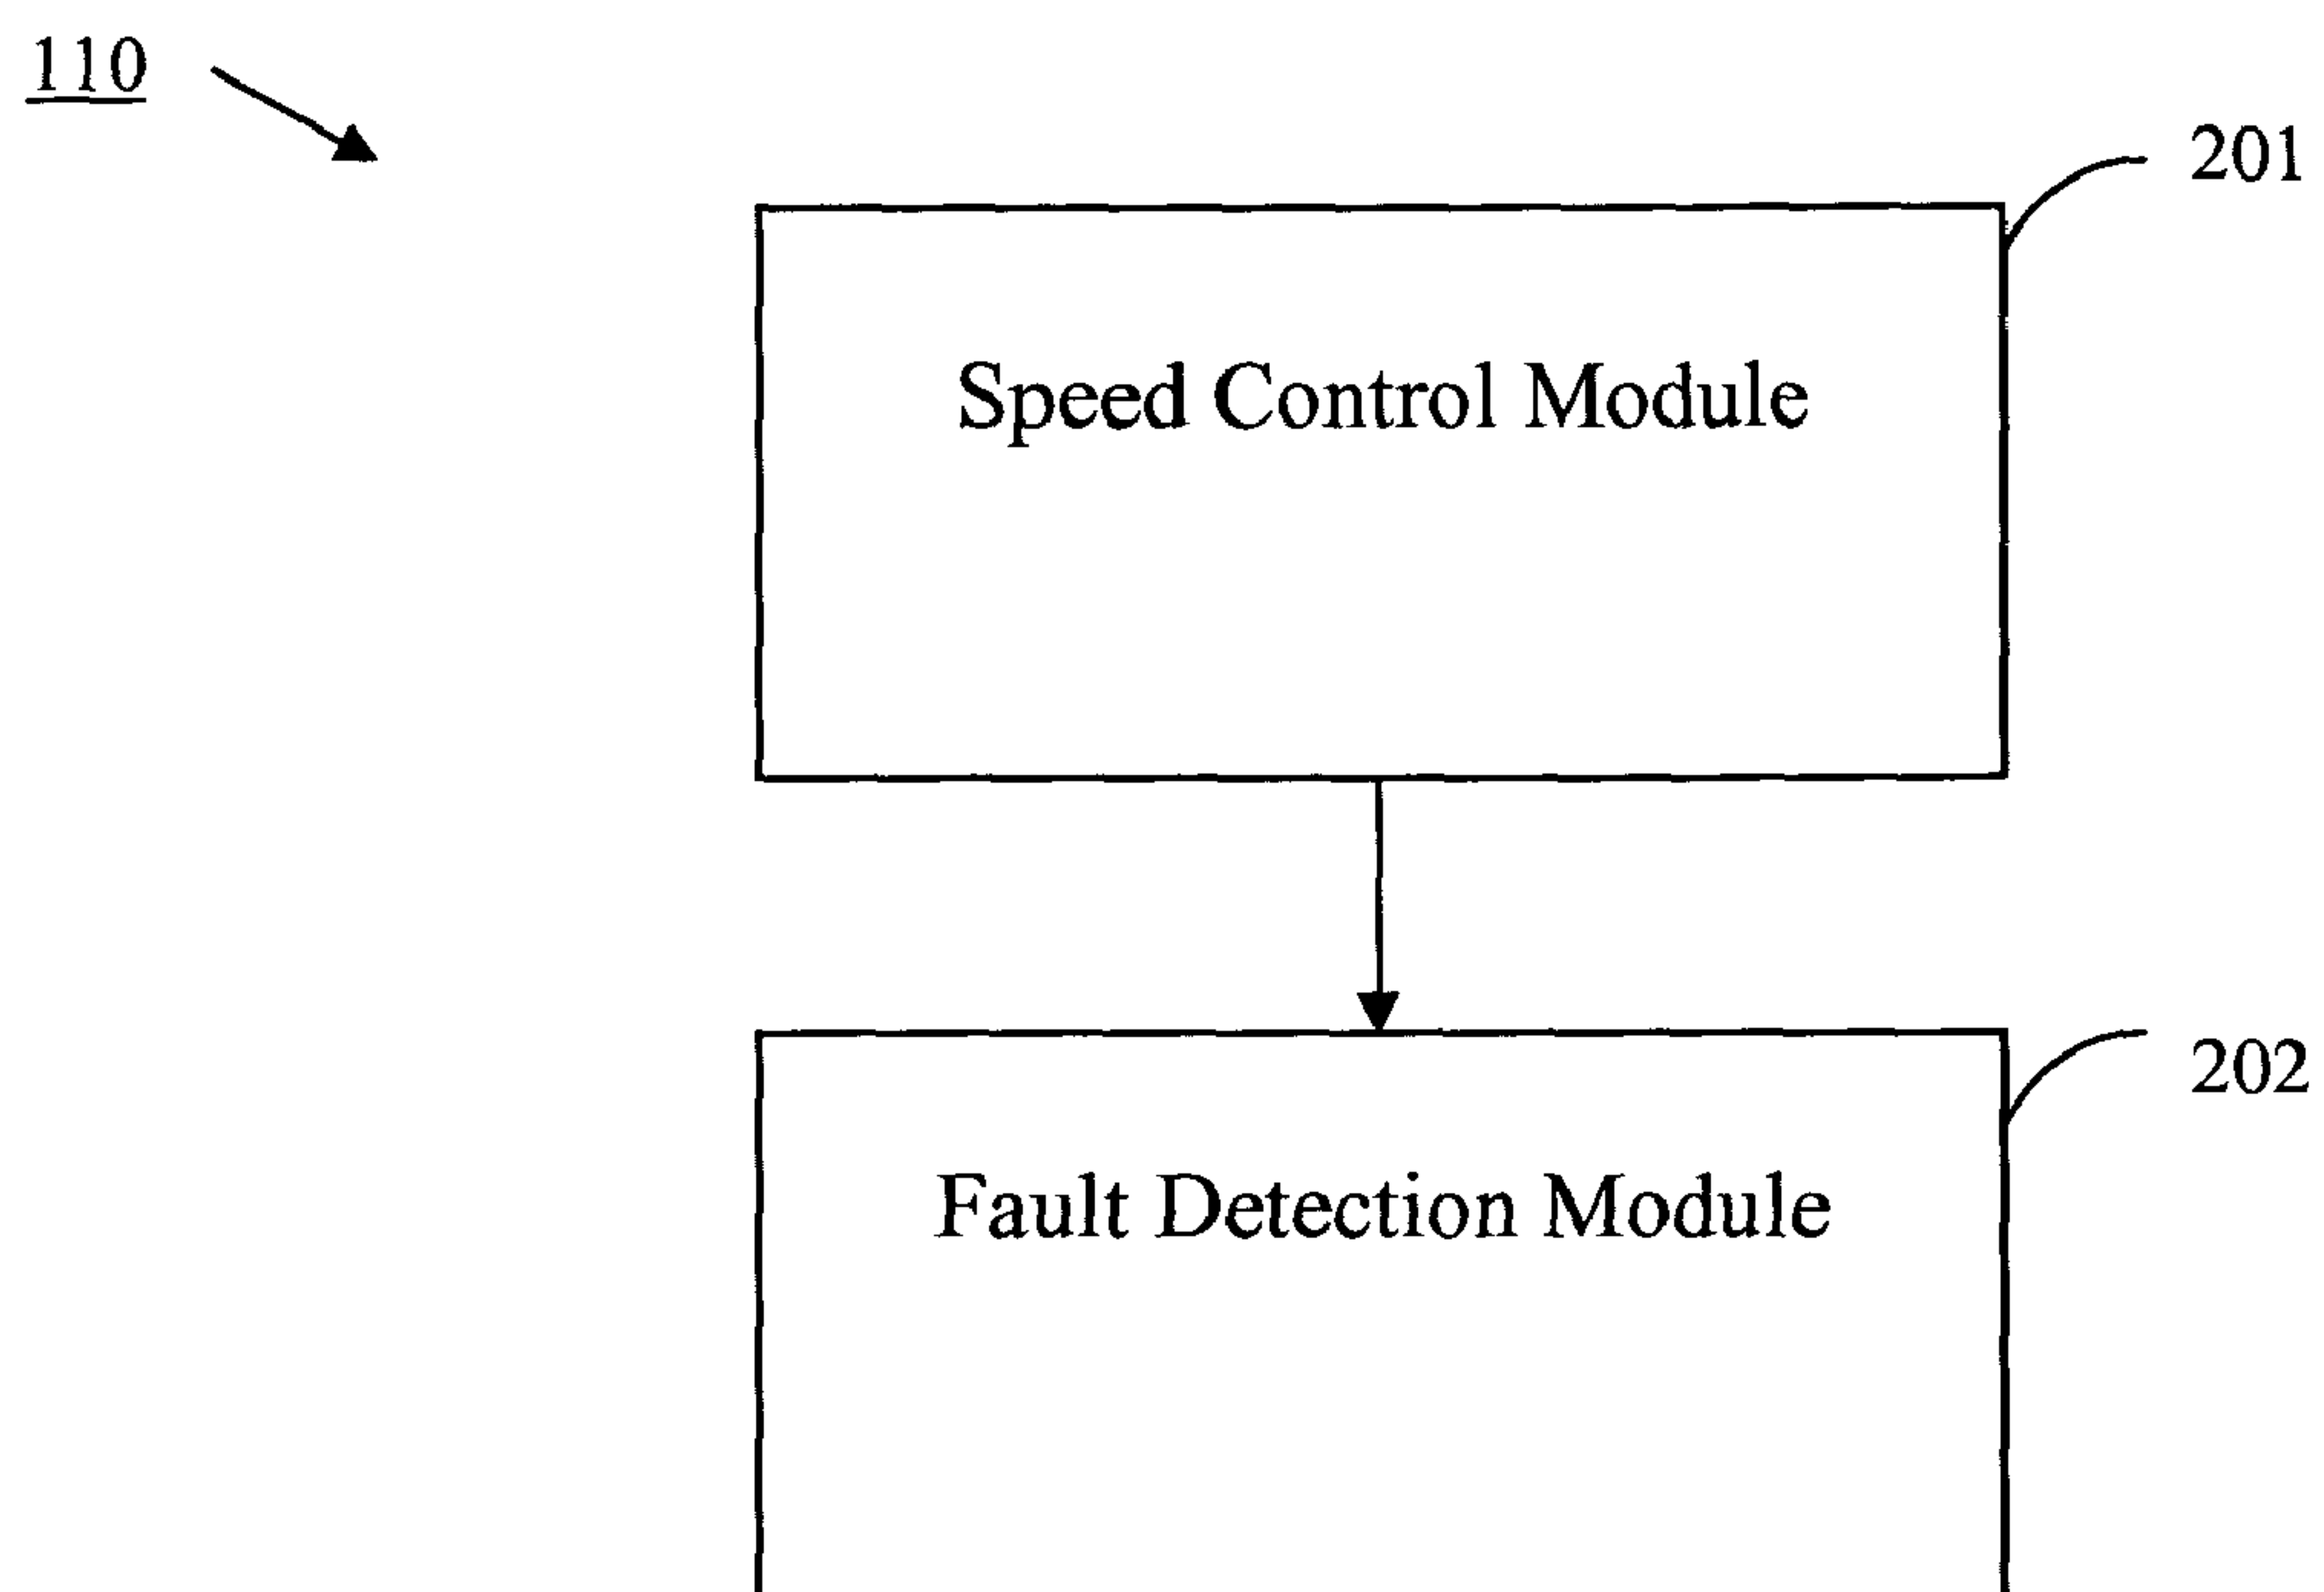 110
201
Speed Control Module
202
Fault Detection Module